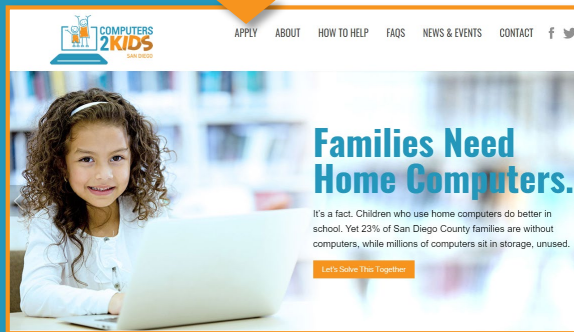 COMPUTERS
2KIDS
SAN DIEGO
APPLY ABOUT HOW TO HELP FAQS NEWS & EVENTS CONTACT
Families Need
Home Computers.
It's a fact. Children who use home computers do better in
school. Yet 23% of San Diego County families are without
computers, while millions of computers sit in storage, unused.
Let's Solve This Together